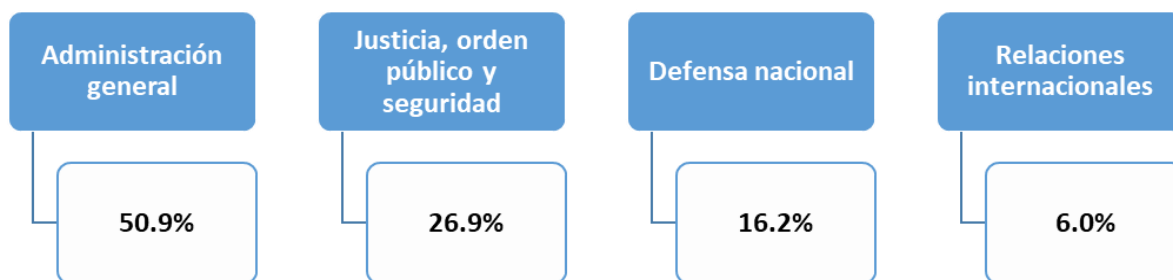 Administración
general
50.9%
Justicia, orden
público y
seguridad
26.9%
Defensa nacional
16.2%
Relaciones
internacionales
6.0%